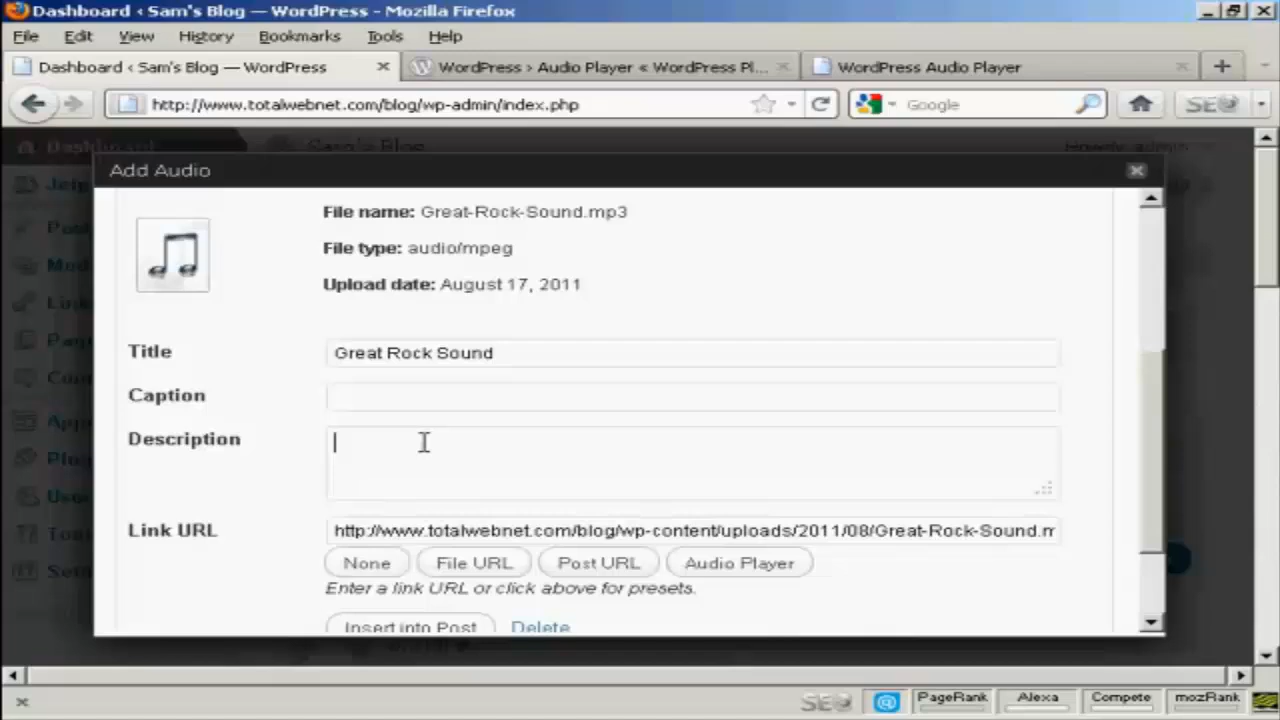 Dashboard ‹ Sam's Blog — WordPress - Mozilla Firefox
File Edit View History Bookmarks Tools Help
Dashboard ‹ Sam's Blog — WordPress
WordPress › Audio Player « WordPress Pl...
WordPress Audio Player
http://www.totalwebnet.com/blog/wp-admin/index.php
Google
Dashboard
Sam's Blog
Howdy, admin
Add Audio
File name: Great-Rock-Sound.mp3
File type: audio/mpeg
Upload date: August 17, 2011
Title
Great Rock Sound
Caption
Description
Link URL
http://www.totalwebnet.com/blog/wp-content/uploads/2011/08/Great-Rock-Sound.m
None File URL Post URL Audio Player
Enter a link URL or click above for presets.
Insert into Post Delete
PageRank Alexa Compete mozRank